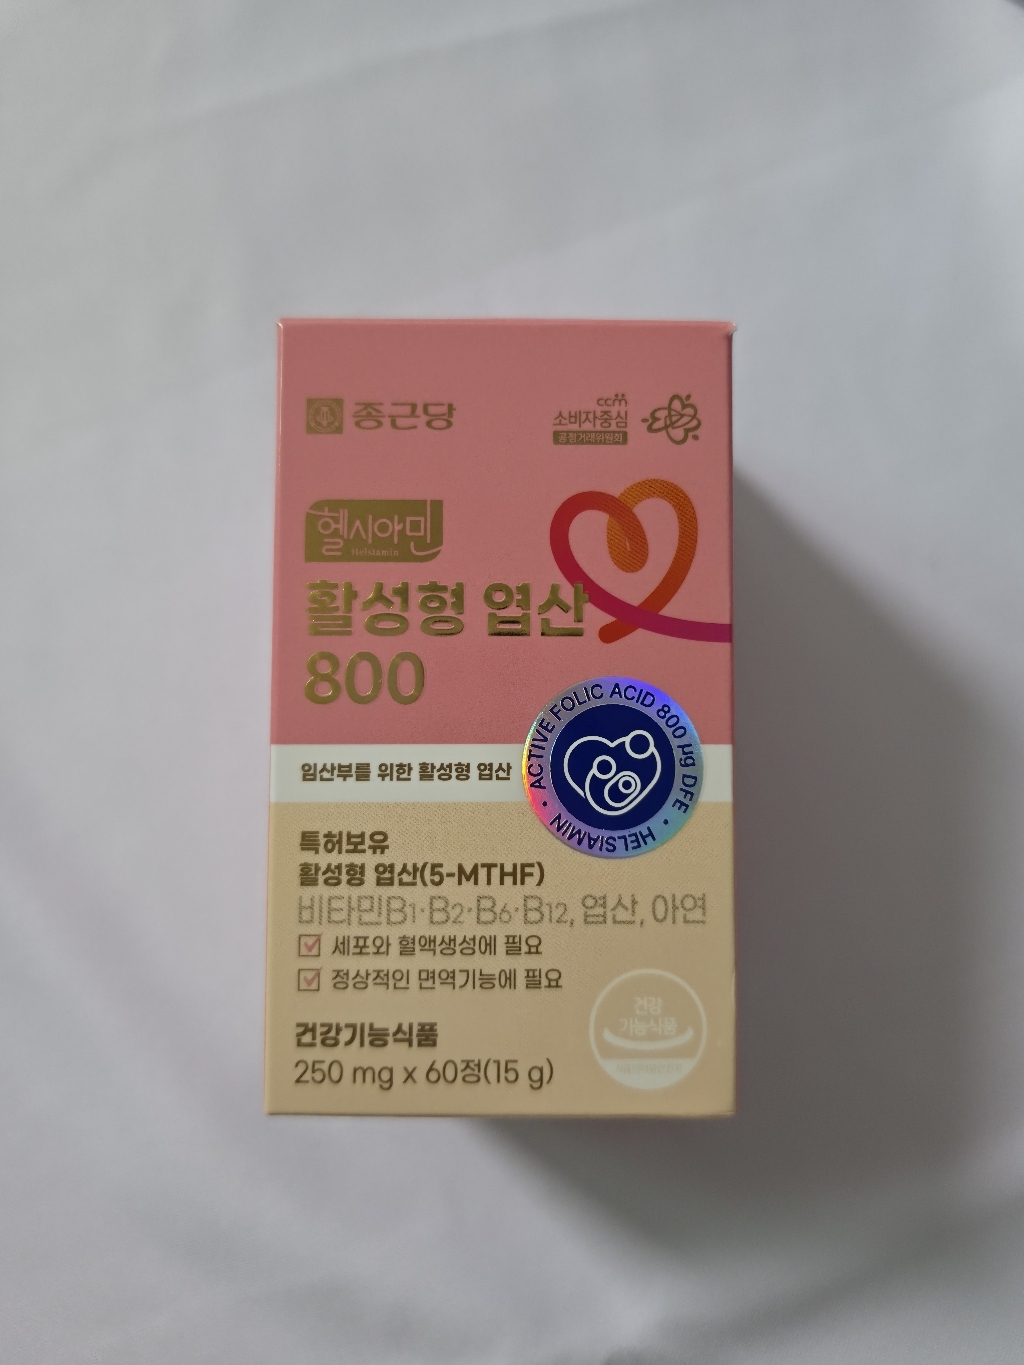 종근당
ccm
소비자중심
공정거래위원회
헬시아민
Helsiamin
활성형 엽산
800
ACTIVE FOLIC ACID 800 μg DFE • HELSIAMIN •
임산부를 위한 활성형 엽산
특허보유
활성형 엽산(5-MTHF)
비타민B1·B2·B6·B12, 엽산, 아연
세포와 혈액생성에 필요
정상적인 면역기능에 필요
건강
기능식품
건강기능식품
250 mg x 60정(15 g)